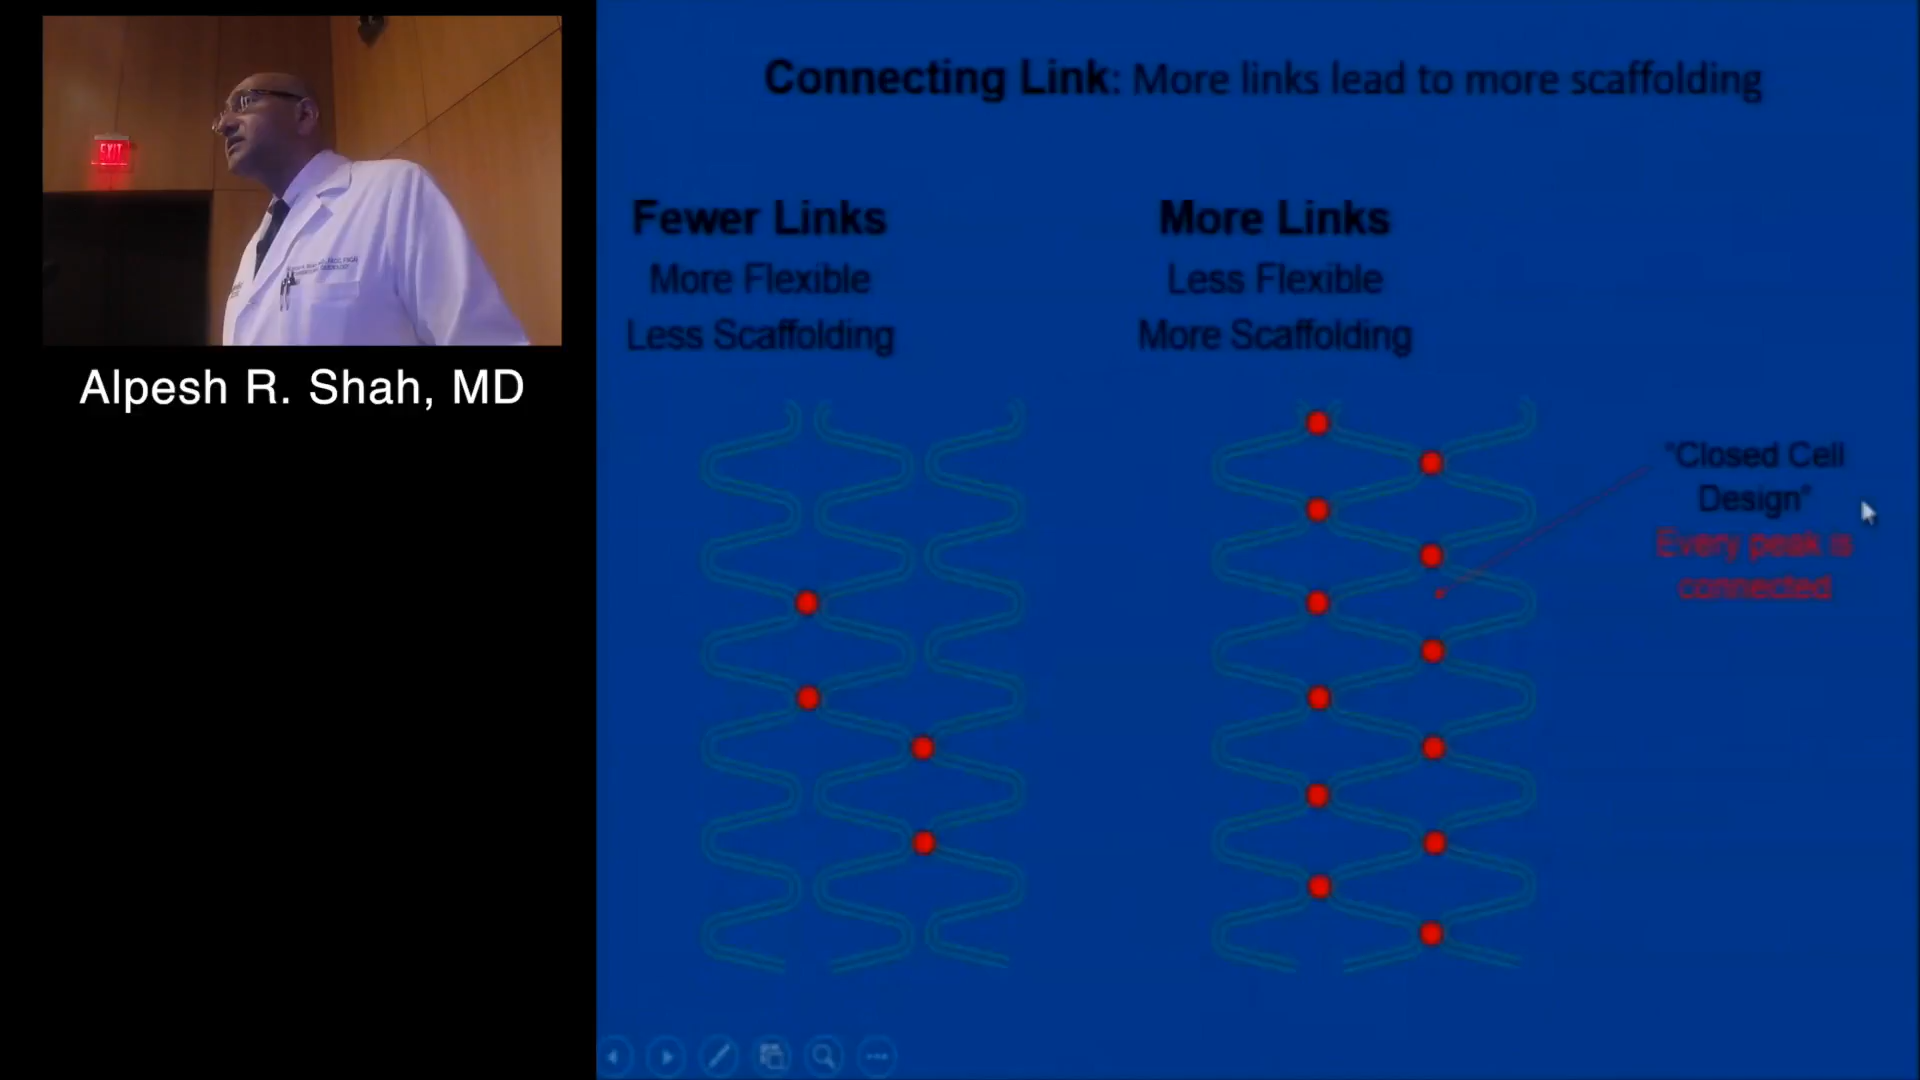 EXIT
Alpesh R. Shah, MD
Connecting Link: More links lead to more scaffolding
Fewer Links
More Flexible
Less Scaffolding
More Links
Less Flexible
More Scaffolding
"Closed Cell
Design"
Every peak is
connected